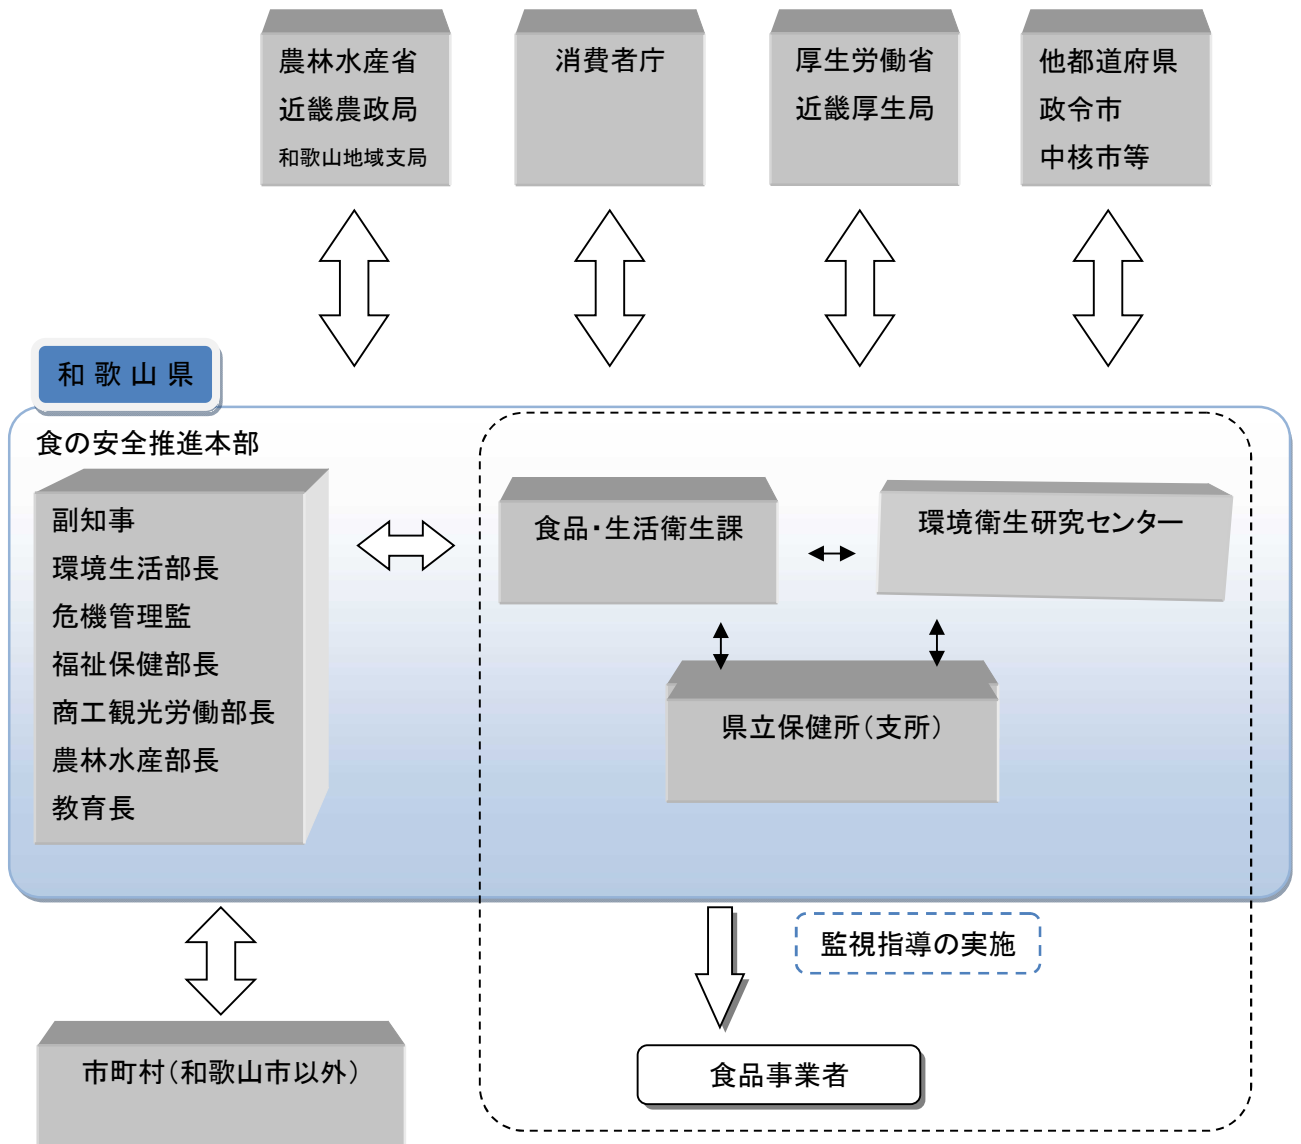 農林水産省
近畿農政局
和歌山地域支局
消費者庁
厚生労働省
近畿厚生局
他都道府県
政令市
中核市等
和歌山県
食の安全推進本部
副知事
環境生活部長
危機管理監
福祉保健部長
商工観光労働部長
農林水産部長
教育長
食品・生活衛生課
環境衛生研究センター
県立保健所（支所）
監視指導の実施
市町村（和歌山市以外）
食品事業者